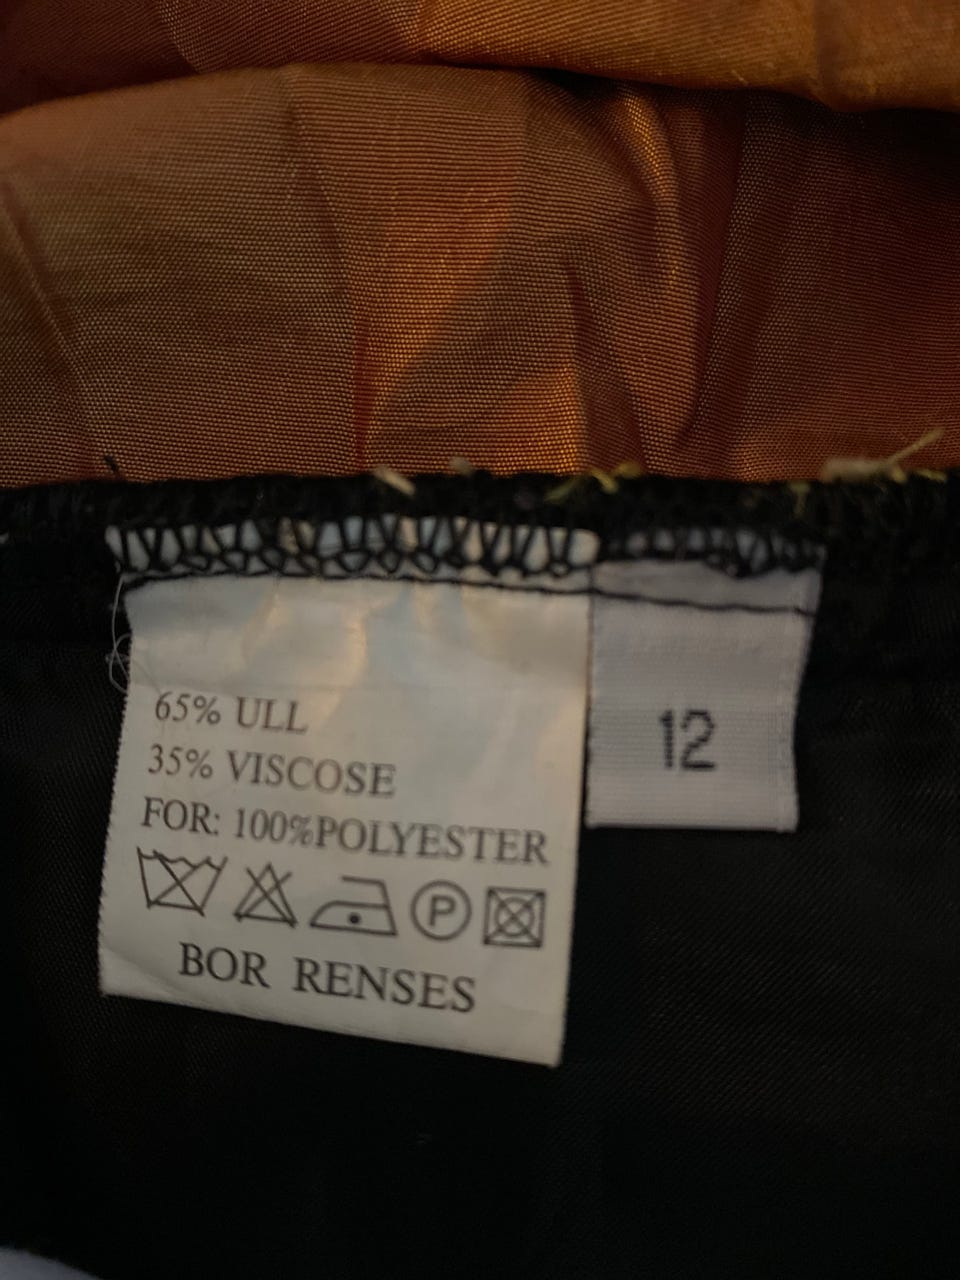 65% ULL
35% VISCOSE
FOR: 100%POLYESTER
P
BOR RENSES
12